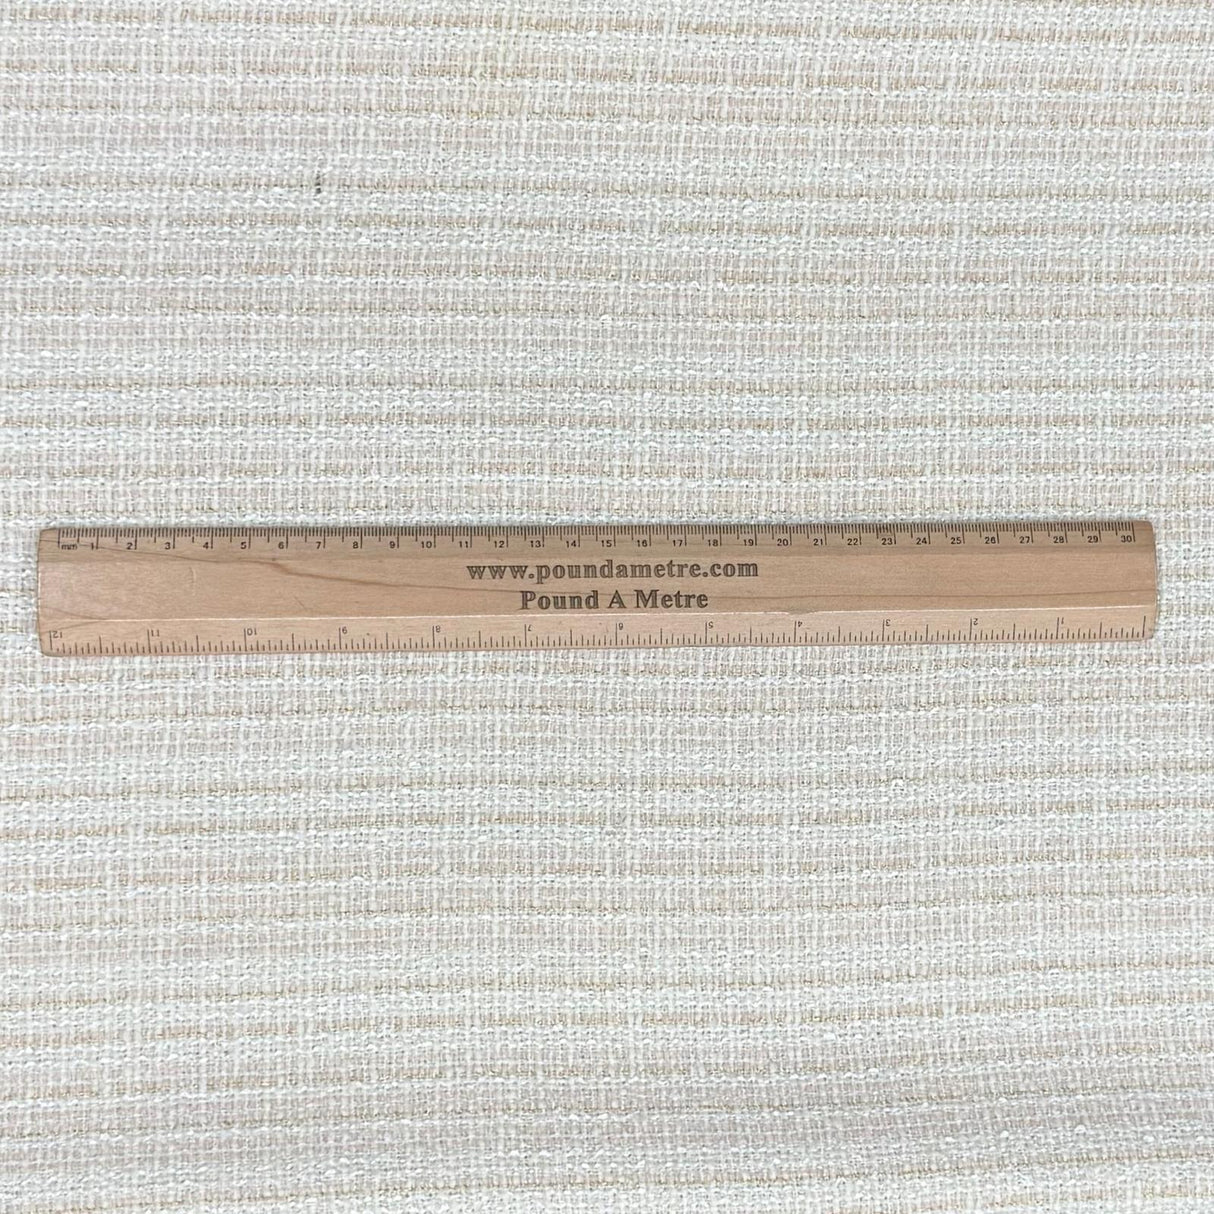 mm 1 2 3 4 5 6 7 8 9 10 11 12 13 14 15 16 17 18 19 20 21 22 23 24 25 26 27 28 29 30
www.poundametre.com
Pound A Metre
12 11 10 9 8 7 6 5 4 3 2 1